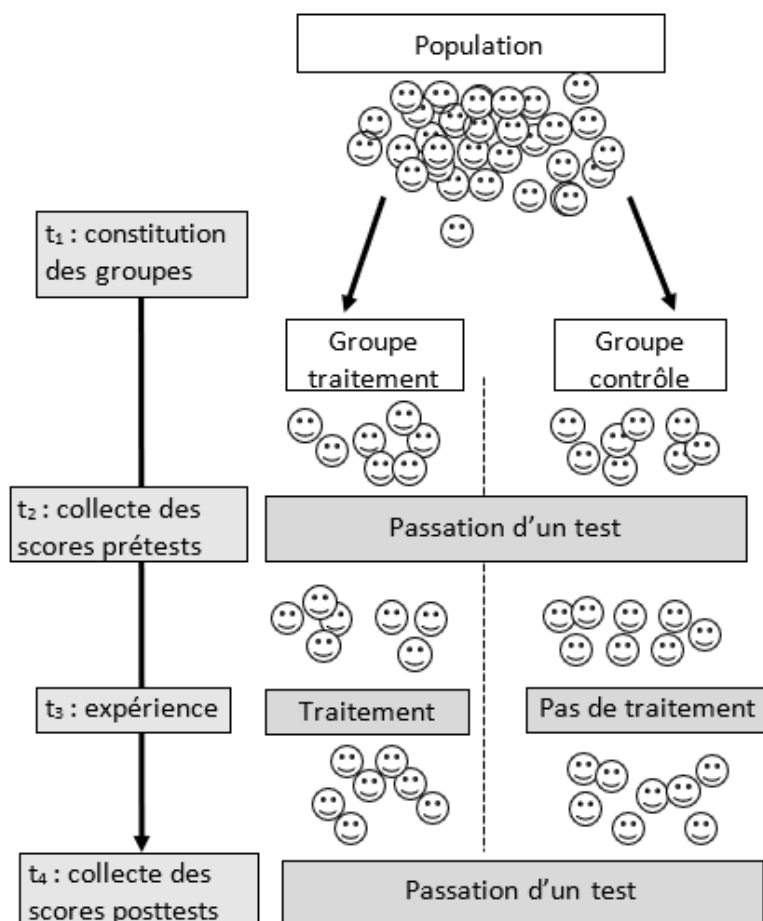 Population
t₁ : constitution
des groupes
Groupe
traitement
Groupe
contrôle
t₂ : collecte des
scores prétests
Passation d’un test
t₃ : expérience
Traitement
Pas de traitement
t₄ : collecte des
scores posttests
Passation d’un test